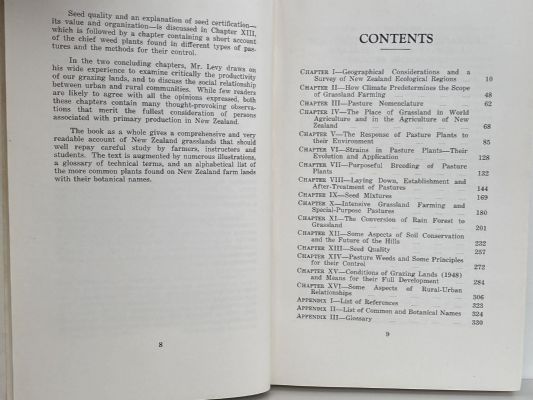 Seed quality and an explanation of seed certification—
its value and organization—is discussed in Chapter XIII,
which is followed by a chapter containing a short account
of the chief weed plants found in different types of pas-
tures and the methods for their control.
In the two concluding chapters, Mr. Levy draws on
his wide experience to examine critically the productivity
of our grazing lands, and to discuss the social relationship
between urban and rural communities. While few readers
are likely to agree with all the opinions expressed, both
these chapters contain many thought-provoking observa-
tions that merit the fullest consideration of persons
associated with primary production in New Zealand.
The book as a whole gives a comprehensive and very
readable account of New Zealand grasslands that should
well repay careful study by farmers, instructors and
students. The text is augmented by numerous illustrations,
a glossary of technical terms, and an alphabetical list of
the more common plants found on New Zealand farm lands
with their botanical names.
8
CONTENTS
CHAPTER I—Geographical Considerations and a
Survey of New Zealand Ecological Regions 10
CHAPTER II—How Climate Predetermines the Scope
of Grassland Farming 48
CHAPTER III—Pasture Nomenclature 62
CHAPTER IV—The Place of Grassland in World
Agriculture and in the Agriculture of New
Zealand 68
CHAPTER V—The Response of Pasture Plants to
their Environment 85
CHAPTER VI—Strains in Pasture Plants—Their
Evolution and Application 128
CHAPTER VII—Purposeful Breeding of Pasture
Plants 132
CHAPTER VIII—Laying Down, Establishment and
After-Treatment of Pastures 144
CHAPTER IX—Seed Mixtures 169
CHAPTER X—Intensive Grassland Farming and
Special-Purpose Pastures 180
CHAPTER XI—The Conversion of Rain Forest to
Grassland 201
CHAPTER XII—Some Aspects of Soil Conservation
and the Future of the Hills 232
CHAPTER XIII—Seed Quality 257
CHAPTER XIV—Pasture Weeds and Some Principles
for their Control 272
CHAPTER XV—Conditions of Grazing Lands (1948)
and Means for their Full Development 284
CHAPTER XVI—Some Aspects of Rural-Urban
Relationships 306
APPENDIX I—List of References 323
APPENDIX II—List of Common and Botanical Names 324
APPENDIX III—Glossary 330
9